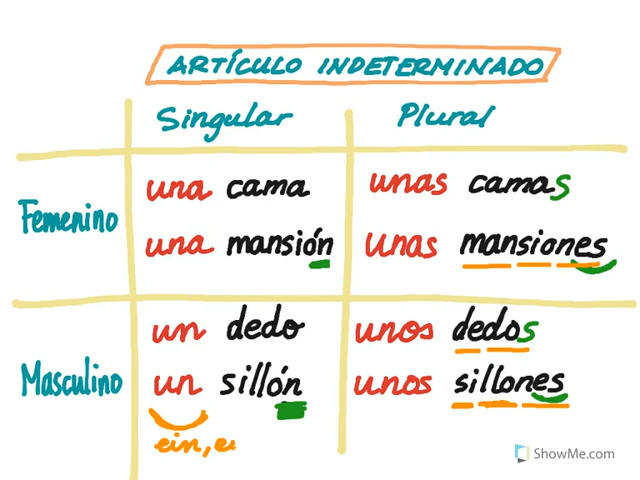 ARTÍCULO INDETERMINADO
Singular Plural
Femenino
una cama unas camas
una mansión unas mansiones
Masculino
un dedo unos dedos
un sillón unos sillones
ein, e
ShowMe.com